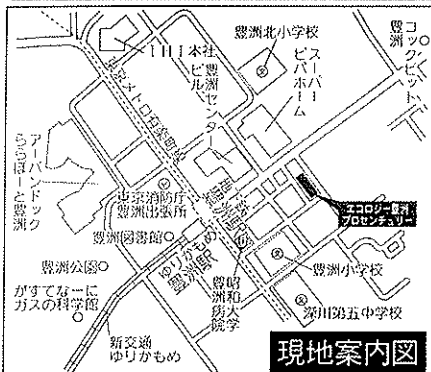 IHI本社
豊洲北小学校
スーパー
ビバホーム
コックピット
豊洲
豊洲センター
ビル
東京メトロ有楽町線
アーバンドック
ららぽーと豊洲
東京消防庁
豊洲出張所
豊洲図書館
豊洲駅
ゆりかもめ
豊洲駅
昭和大学
豊洲病院
エコロジー豊洲
プロセンチュリー
豊洲小学校
豊洲公園
がすてなーに
ガスの科学館
深川第五中学校
新交通
ゆりかもめ
現地案内図